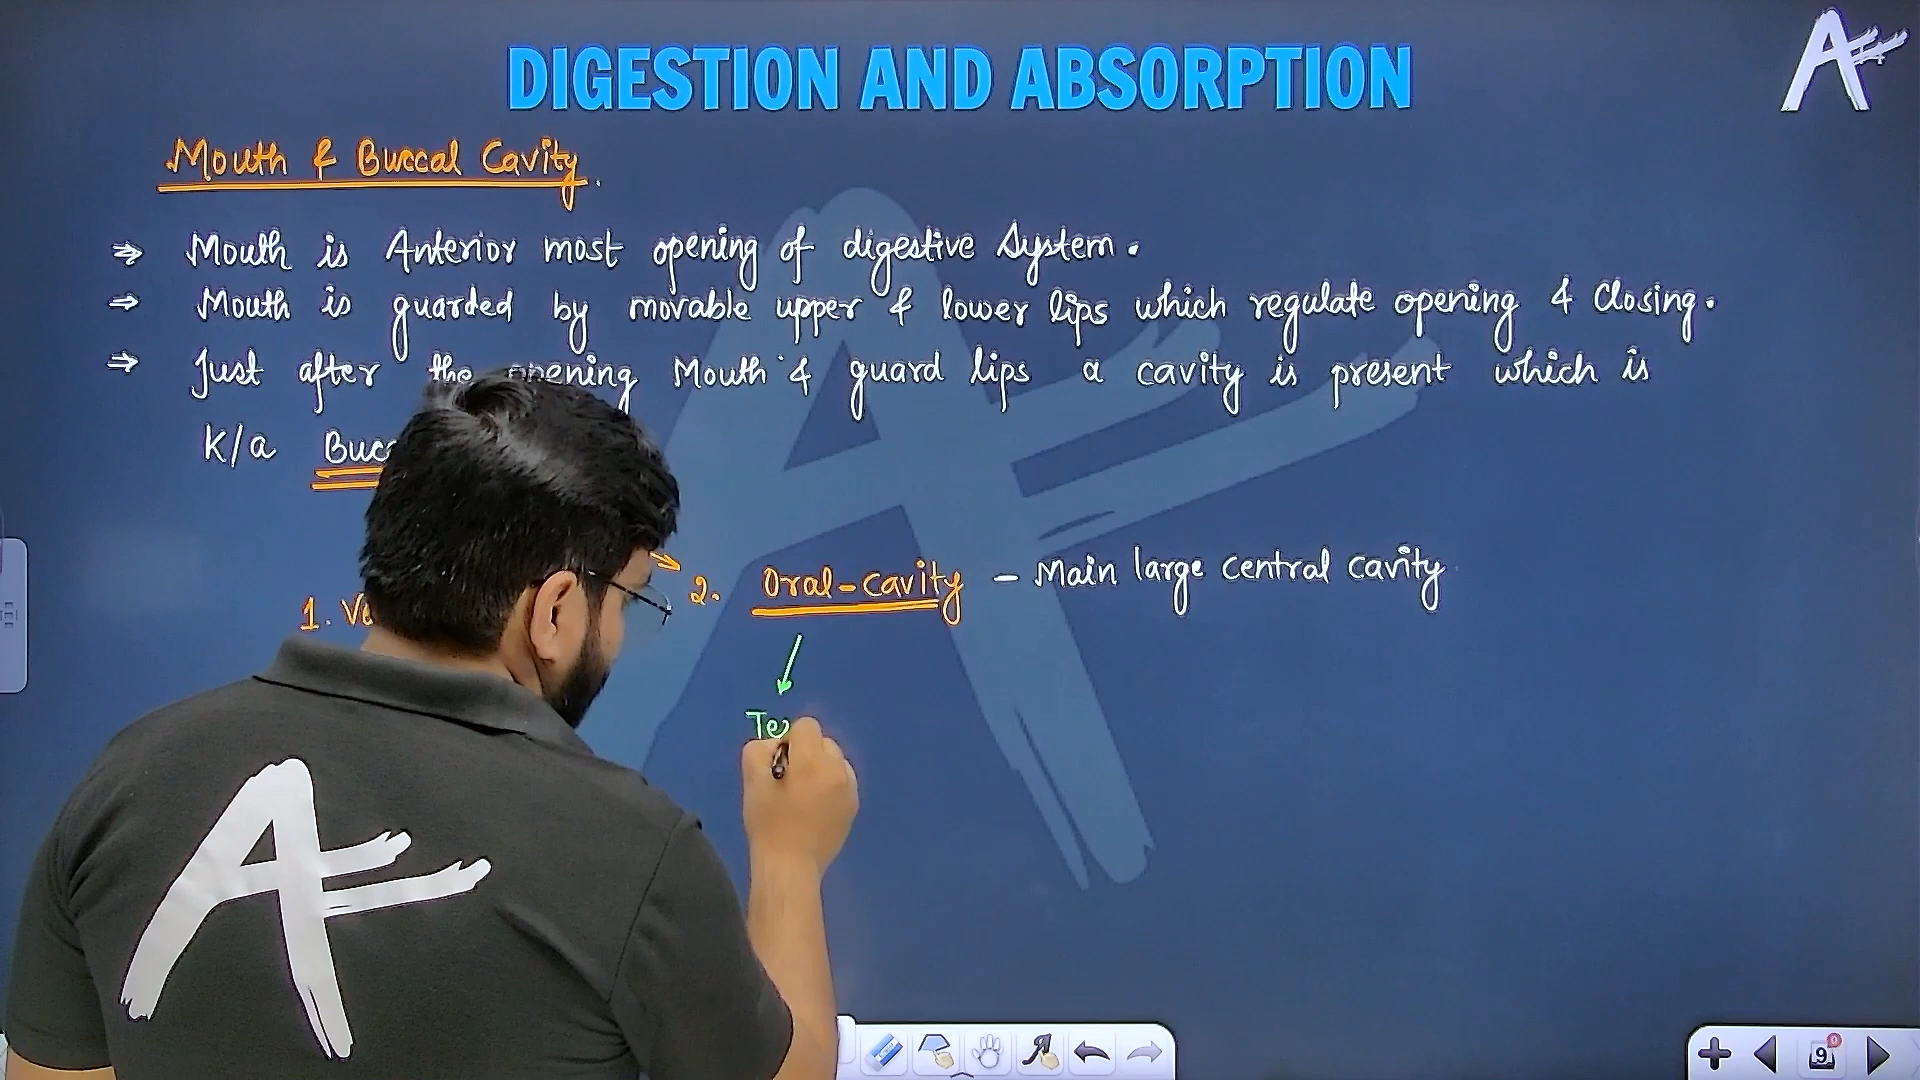 DIGESTION AND ABSORPTION
Mouth & Buccal Cavity.
⇒ Mouth is Anterior most opening of digestive System.
⇒ Mouth is guarded by movable upper & lower lips which regulate opening & Closing.
⇒ Just after the opening Mouth & guard lips a cavity is present which is
K/a
1.
2. Oral-cavity - Main large central cavity
9